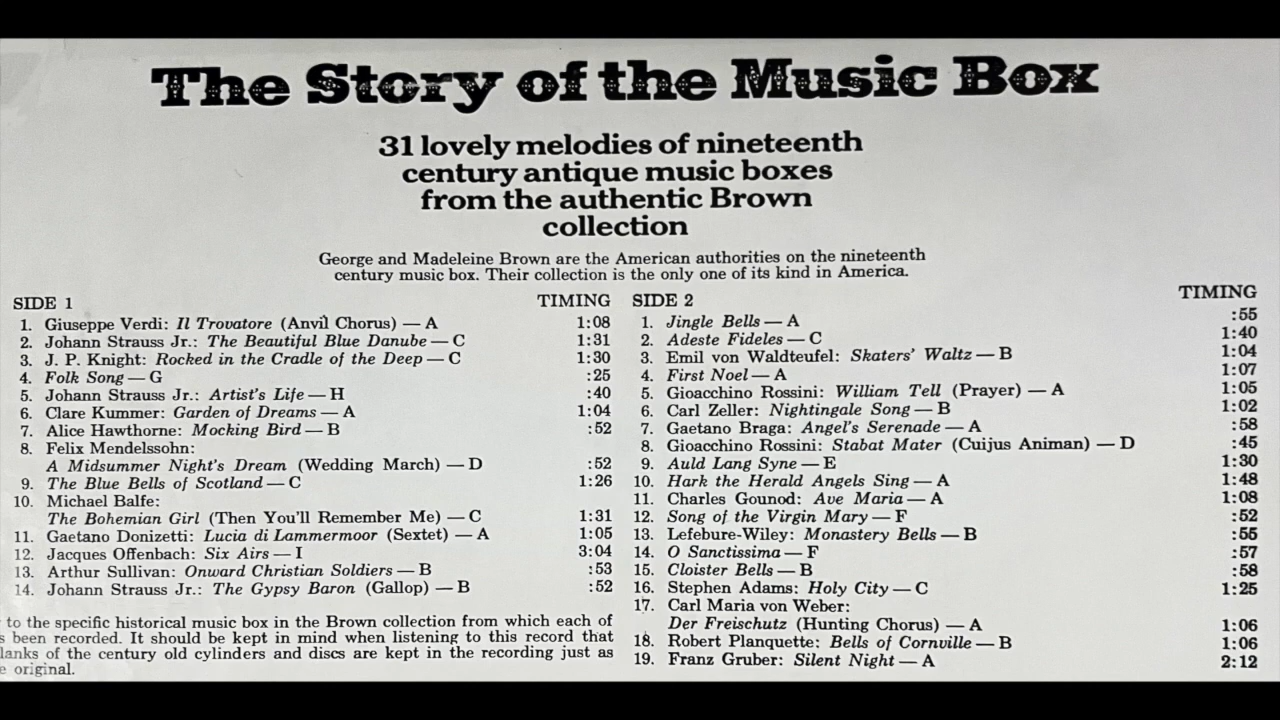 The Story of the Music Box
31 lovely melodies of nineteenth
century antique music boxes
from the authentic Brown
collection
George and Madeleine Brown are the American authorities on the nineteenth
century music box. Their collection is the only one of its kind in America.
SIDE 1 TIMING
1. Giuseppe Verdi: Il Trovatore (Anvil Chorus) — A 1:08
2. Johann Strauss Jr.: The Beautiful Blue Danube — C 1:31
3. J. P. Knight: Rocked in the Cradle of the Deep — C 1:30
4. Folk Song — G :25
5. Johann Strauss Jr.: Artist's Life — H :40
6. Clare Kummer: Garden of Dreams — A 1:04
7. Alice Hawthorne: Mocking Bird — B :52
8. Felix Mendelssohn:
A Midsummer Night's Dream (Wedding March) — D :52
9. The Blue Bells of Scotland — C 1:26
10. Michael Balfe:
The Bohemian Girl (Then You'll Remember Me) — C 1:31
11. Gaetano Donizetti: Lucia di Lammermoor (Sextet) — A 1:05
12. Jacques Offenbach: Six Airs — I 3:04
13. Arthur Sullivan: Onward Christian Soldiers — B :53
14. Johann Strauss Jr.: The Gypsy Baron (Gallop) — B :52
to the specific historical music box in the Brown collection from which each of
s been recorded. It should be kept in mind when listening to this record that
lanks of the century old cylinders and discs are kept in the recording just as
e original.
SIDE 2 TIMING
1. Jingle Bells — A :55
2. Adeste Fideles — C 1:40
3. Emil von Waldteufel: Skaters' Waltz — B 1:04
4. First Noel — A 1:07
5. Gioacchino Rossini: William Tell (Prayer) — A 1:05
6. Carl Zeller: Nightingale Song — B 1:02
7. Gaetano Braga: Angel's Serenade — A :58
8. Gioacchino Rossini: Stabat Mater (Cuijus Animan) — D :45
9. Auld Lang Syne — E 1:30
10. Hark the Herald Angels Sing — A 1:48
11. Charles Gounod: Ave Maria — A 1:08
12. Song of the Virgin Mary — F :52
13. Lefebure-Wiley: Monastery Bells — B :55
14. O Sanctissima — F :57
15. Cloister Bells — B :58
16. Stephen Adams: Holy City — C 1:25
17. Carl Maria von Weber:
Der Freischutz (Hunting Chorus) — A 1:06
18. Robert Planquette: Bells of Cornville — B 1:06
19. Franz Gruber: Silent Night — A 2:12